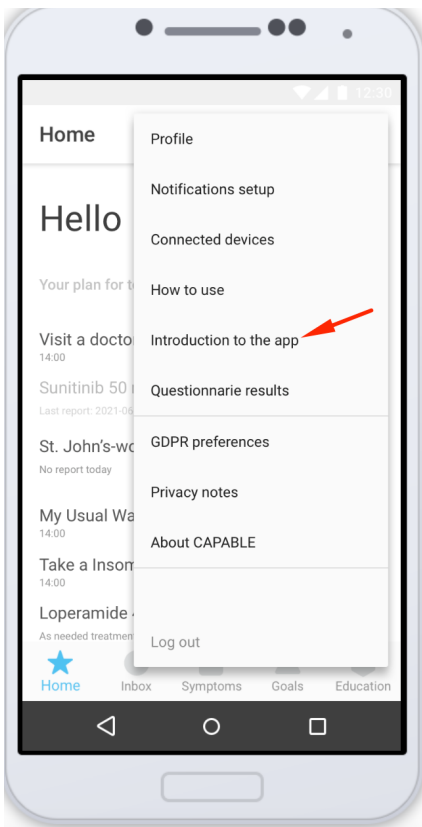 12:30
Home
Profile
Notifications setup
Hello
Connected devices
Your plan for t
How to use
Visit a docto
14:00
Introduction to the app
Sunitinib 50
Last report: 2021-06
Questionnarie results
St. John's-wo
No report today
GDPR preferences
Privacy notes
My Usual Wa
14:00
About CAPABLE
Take a Insom
14:00
Loperamide
As needed treatmen
Log out
Home
Inbox
Symptoms
Goals
Education